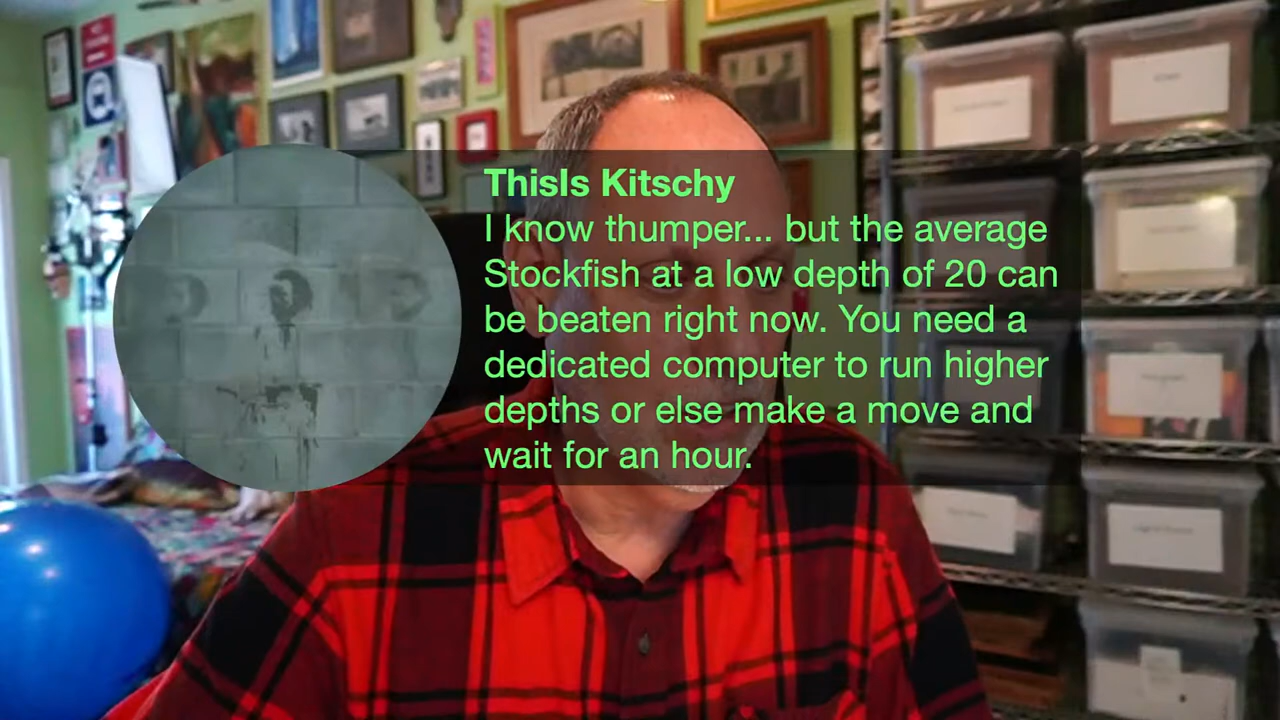 ThisIs Kitschy
I know thumper... but the average
Stockfish at a low depth of 20 can
be beaten right now. You need a
dedicated computer to run higher
depths or else make a move and
wait for an hour.